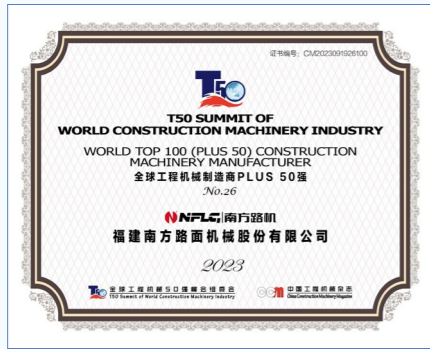 证书编号：CM2023091926100
T50
T50 SUMMIT OF
WORLD CONSTRUCTION MACHINERY INDUSTRY
WORLD TOP 100 (PLUS 50) CONSTRUCTION
MACHINERY MANUFACTURER
全球工程机械制造商PLUS 50强
No.26
NFLG 南方路机
福建南方路面机械股份有限公司
2023
T50 全球工程机械50强峰会组委会
T50 Summit of World Construction Machinery Industry
CCM 中国工程机械杂志
China Construction Machinery Magazine